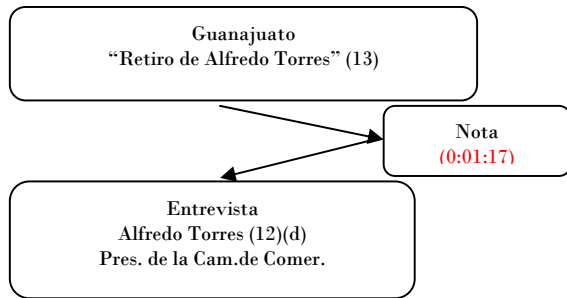 Guanajuato
“Retiro de Alfredo Torres” (13)
Nota
(0:01:17)
Entrevista
Alfredo Torres (12)(d)
Pres. de la Cam.de Comer.